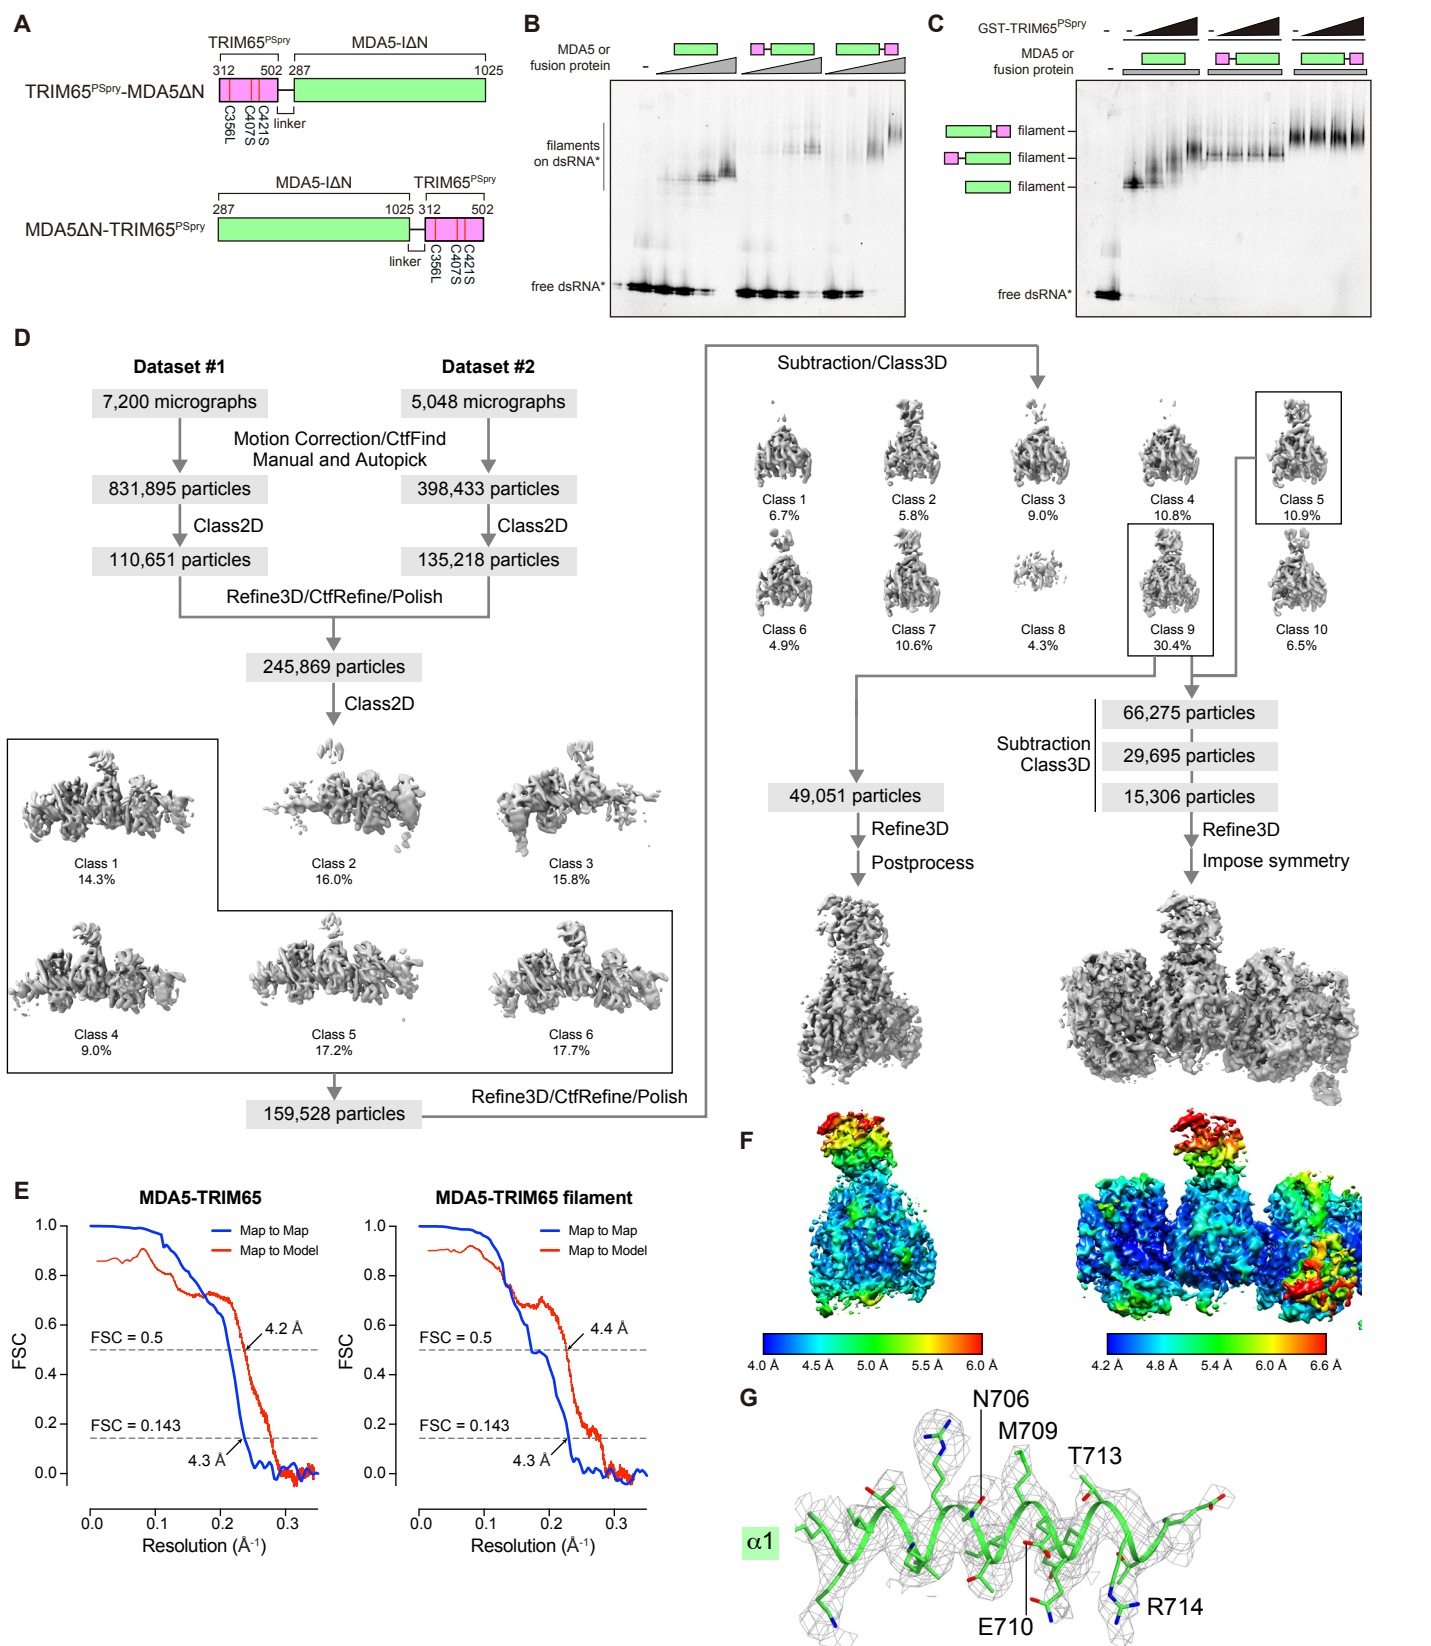 A
TRIM65PSpry
MDA5-IΔN
312
502
287
1025
TRIM65PSpry-MDA5ΔN
C356L
C407S
C421S
linker
MDA5-IΔN
TRIM65PSpry
287
1025
312
502
MDA5ΔN-TRIM65PSpry
C356L
C407S
C421S
linker
B
MDA5 or
fusion protein
-
filaments
on dsRNA*
free dsRNA*
C
GST-TRIM65PSpry
- - - -
MDA5 or
fusion protein
-
filament
filament
filament
free dsRNA*
D
Dataset #1
Dataset #2
7,200 micrographs
5,048 micrographs
Motion Correction/CtfFind
Manual and Autopick
831,895 particles
398,433 particles
Class2D
Class2D
110,651 particles
135,218 particles
Refine3D/CtfRefine/Polish
245,869 particles
Class2D
Class 1
14.3%
Class 2
16.0%
Class 3
15.8%
Class 4
9.0%
Class 5
17.2%
Class 6
17.7%
159,528 particles
Refine3D/CtfRefine/Polish
Subtraction/Class3D
Class 1
6.7%
Class 2
5.8%
Class 3
9.0%
Class 4
10.8%
Class 5
10.9%
Class 6
4.9%
Class 7
10.6%
Class 8
4.3%
Class 9
30.4%
Class 10
6.5%
66,275 particles
Subtraction
Class3D
29,695 particles
15,306 particles
49,051 particles
Refine3D
Postprocess
Refine3D
Impose symmetry
E
MDA5-TRIM65
FSC
1.0
0.8
0.6
0.4
0.2
0.0
Map to Map
Map to Model
FSC = 0.5
4.2 Å
FSC = 0.143
4.3 Å
0.0
0.1
0.2
0.3
Resolution (Å-1)
MDA5-TRIM65 filament
FSC
1.0
0.8
0.6
0.4
0.2
0.0
Map to Map
Map to Model
FSC = 0.5
4.4 Å
FSC = 0.143
4.3 Å
0.0
0.1
0.2
0.3
Resolution (Å-1)
F
4.0 Å
4.5 Å
5.0 Å
5.5 Å
6.0 Å
4.2 Å
4.8 Å
5.4 Å
6.0 Å
6.6 Å
G
N706
M709
T713
α1
E710
R714